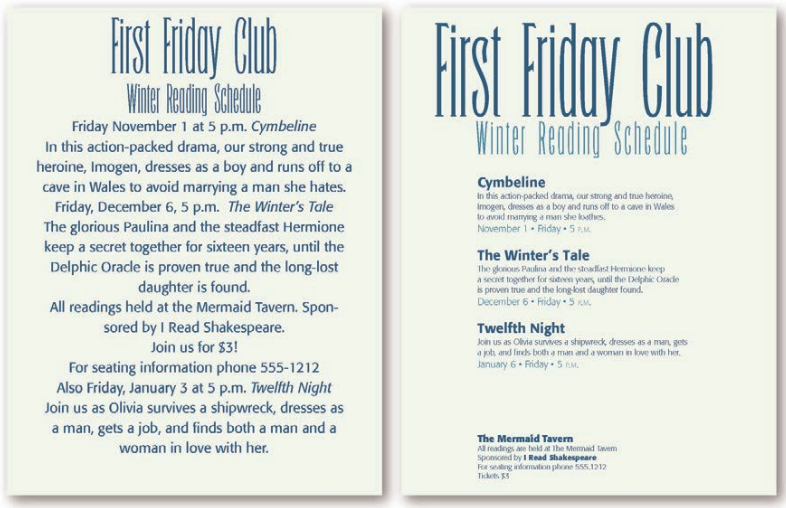 First Friday Club
Winter Reading Schedule
Friday November 1 at 5 p.m. Cymbeline
In this action-packed drama, our strong and true
heroine, Imogen, dresses as a boy and runs off to a
cave in Wales to avoid marrying a man she hates.
Friday, December 6, 5 p.m. The Winter's Tale
The glorious Paulina and the steadfast Hermione
keep a secret together for sixteen years, until the
Delphic Oracle is proven true and the long-lost
daughter is found.
All readings held at the Mermaid Tavern. Spon-
sored by I Read Shakespeare.
Join us for $3!
For seating information phone 555-1212
Also Friday, January 3 at 5 p.m. Twelfth Night
Join us as Olivia survives a shipwreck, dresses as
a man, gets a job, and finds both a man and a
woman in love with her.
First Friday Club
Winter Reading Schedule
Cymbeline
In this action-packed drama, our strong and true heroine,
Imogen, dresses as a boy and runs off to a cave in Wales
to avoid marrying a man she loathes.
November 1 • Friday • 5 P.M.
The Winter's Tale
The glorious Paulina and the steadfast Hermione keep
a secret together for sixteen years, until the Delphic Oracle
is proven true and the long-lost daughter found.
December 6 • Friday • 5 P.M.
Twelfth Night
Join us as Olivia survives a shipwreck, dresses as a man, gets
a job, and finds both a man and a woman in love with her.
January 6 • Friday • 5 P.M.
The Mermaid Tavern
All readings are held at The Mermaid Tavern
Sponsored by I Read Shakespeare
For seating information phone 555.1212
Tickets $3